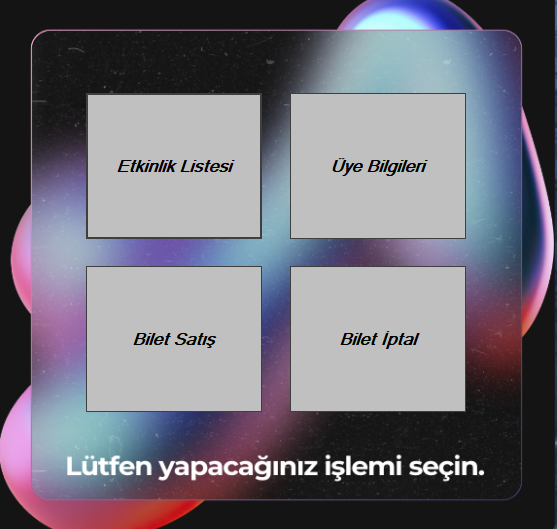 Etkinlik Listesi
Üye Bilgileri
Bilet Satış
Bilet İptal
Lütfen yapacağınız işlemi seçin.